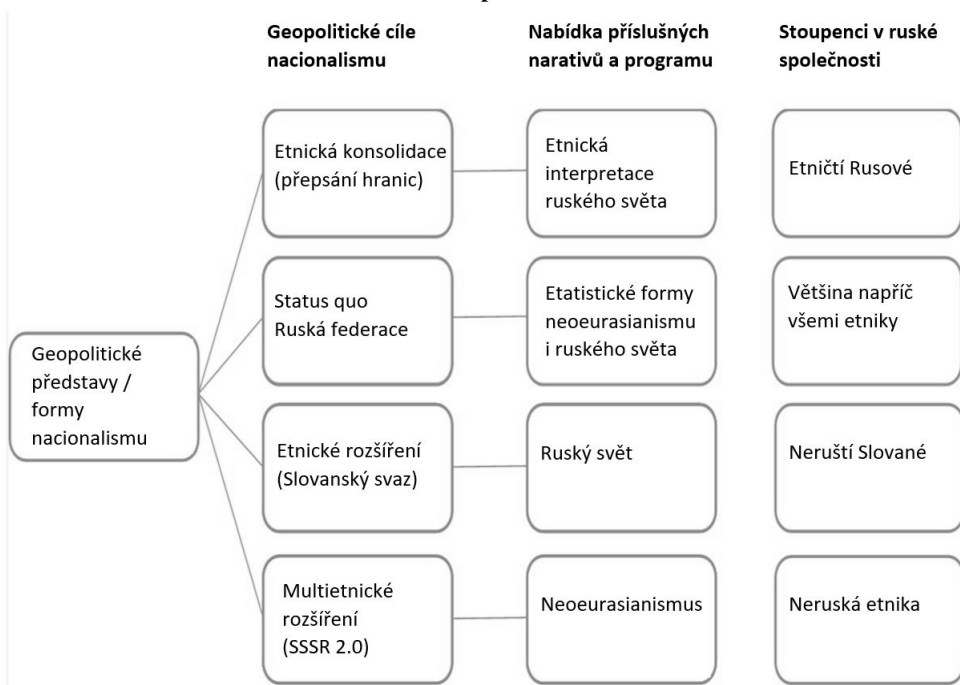 Geopolitické cíle
nacionalismu
Nabídka příslušných
narativů a programu
Stoupenci v ruské
společnosti
Geopolitické
představy /
formy
nacionalismu
Etnická konsolidace
(přepsání hranic)
Etnická
interpretace
ruského světa
Etničtí Rusové
Status quo
Ruská federace
Etatistické formy
neoeurasianismu
i ruského světa
Většina napříč
všemi etniky
Etnické rozšíření
(Slovanský svaz)
Ruský svět
Neruští Slované
Multietnické
rozšíření
(SSSR 2.0)
Neoeurasianismus
Neruská etnika